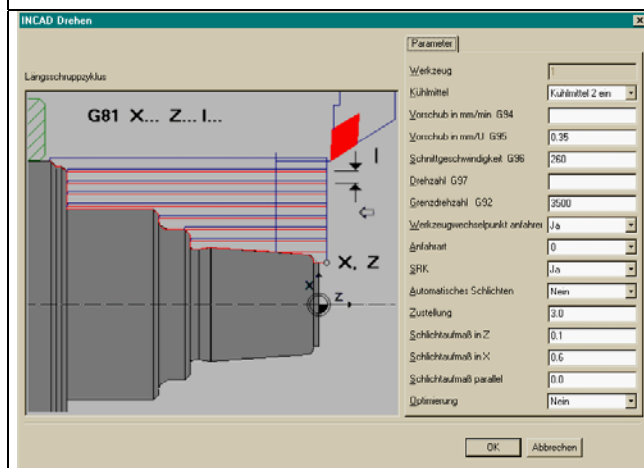 INCAD Drehen
Parameter
Längsschruppzyklus
G81 X... Z... I...
I
X, Z
X
Z
Werkzeug 1
Kühlmittel Kühlmittel 2 ein
Vorschub in mm/min G94
Vorschub in mm/U G95 0.35
Schnittgeschwindigkeit G96 260
Drehzahl G97
Grenzdrehzahl G92 3500
Werkzeugwechselpunkt anfahren Ja
Anfahrart 0
SRK Ja
Automatisches Schlichten Nein
Zustellung 3.0
Schlichtaufmaß in Z 0.1
Schlichtaufmaß in X 0.6
Schlichtaufmaß parallel 0.0
Optimierung Nein
OK Abbrechen